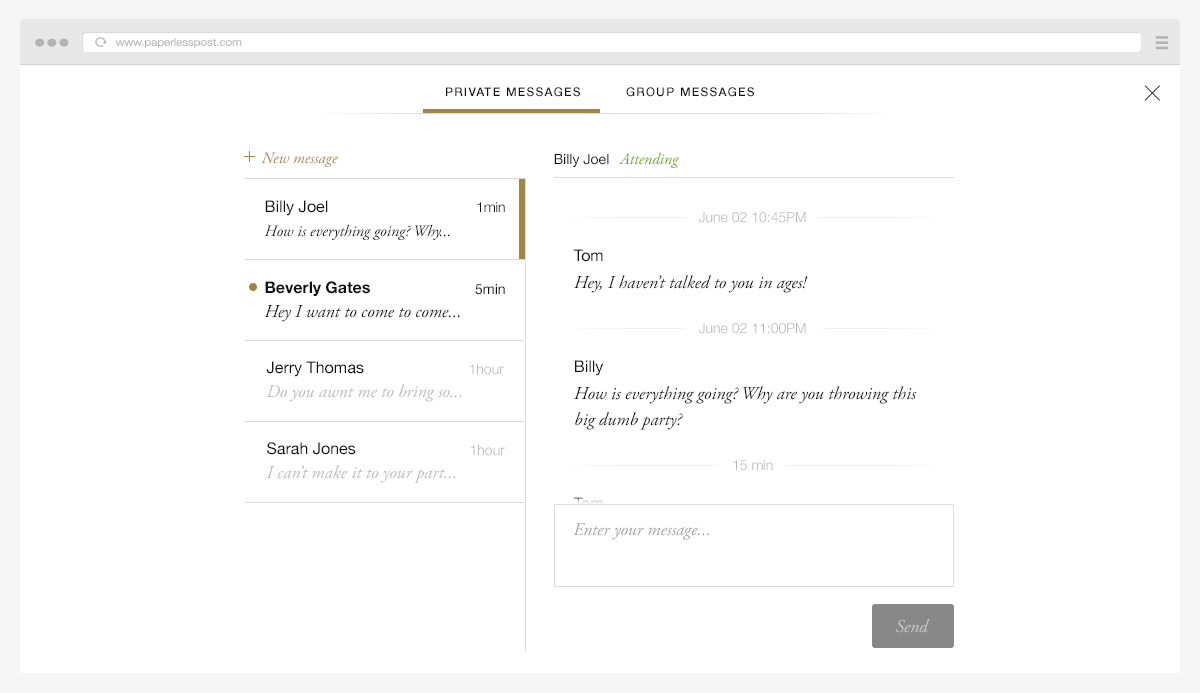 www.paperlesspost.com
PRIVATE MESSAGES
GROUP MESSAGES
+ New message
Billy Joel
1min
How is everything going? Why...
Beverly Gates
5min
Hey I want to come to come...
Jerry Thomas
1hour
Do you awnt me to bring so...
Sarah Jones
1hour
I can't make it to your part...
Billy Joel Attending
June 02 10:45PM
Tom
Hey, I haven't talked to you in ages!
June 02 11:00PM
Billy
How is everything going? Why are you throwing this
big dumb party?
15 min
Tom
Enter your message...
Send